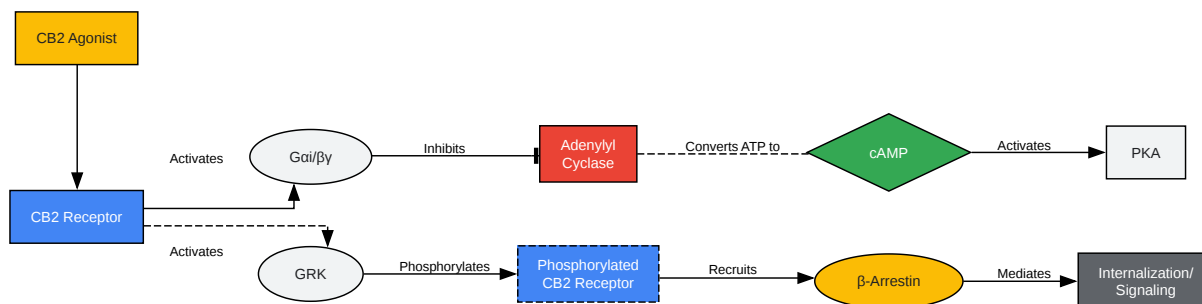 CB2 Agonist
Activates
Gαi/βγ
Inhibits
Adenylyl
Cyclase
Converts ATP to
cAMP
Activates
PKA
CB2 Receptor
Activates
GRK
Phosphorylates
Phosphorylated
CB2 Receptor
Recruits
β-Arrestin
Mediates
Internalization/
Signaling